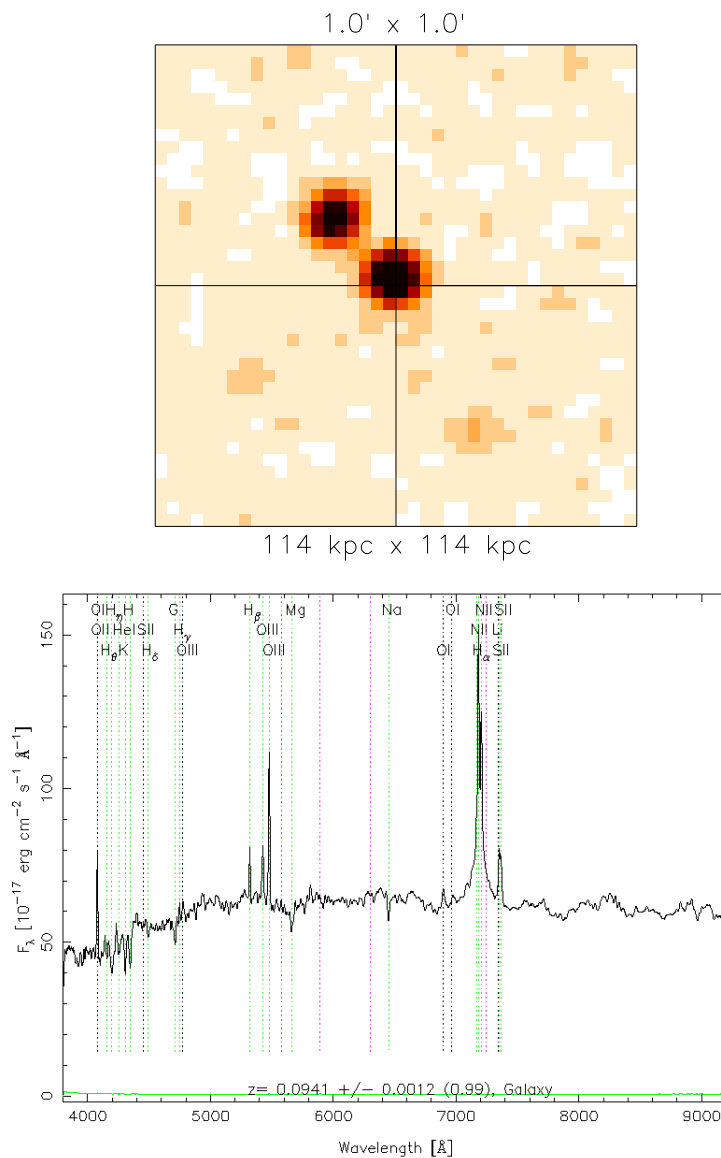 1.0' x 1.0'
114 kpc x 114 kpc
OII Hη H G Hβ Mg Na OI NII SII
OII HeI SII Hγ OIII NII Li
Hθ K Hδ OIII OIII OI Hα SII
150
100
50
0
Fλ [10⁻¹⁷ erg cm⁻² s⁻¹ Å⁻¹]
z= 0.0941 +/- 0.0012 (0.99), Galaxy
4000 5000 6000 7000 8000 9000
Wavelength [Å]